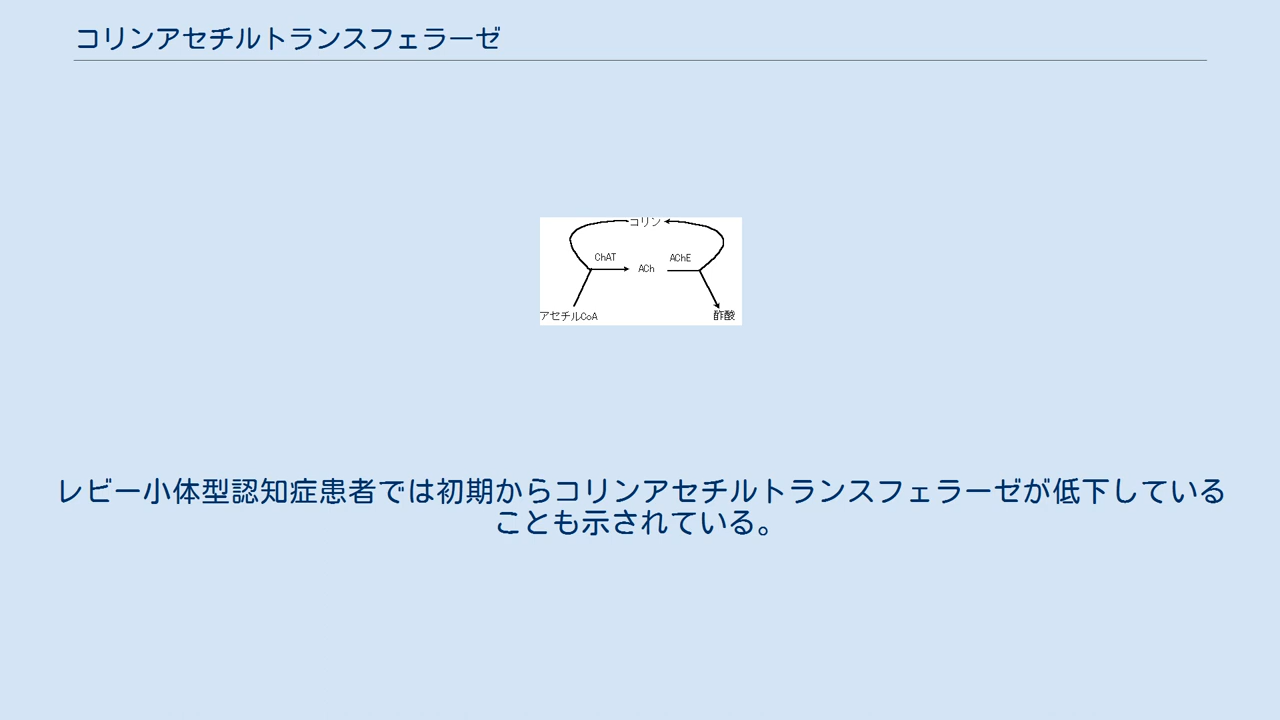 コリンアセチルトランスフェラーゼ
コリン
ChAT
AChE
ACh
アセチルCoA
酢酸
レビー小体型認知症患者では初期からコリンアセチルトランスフェラーゼが低下している
ことも示されている。